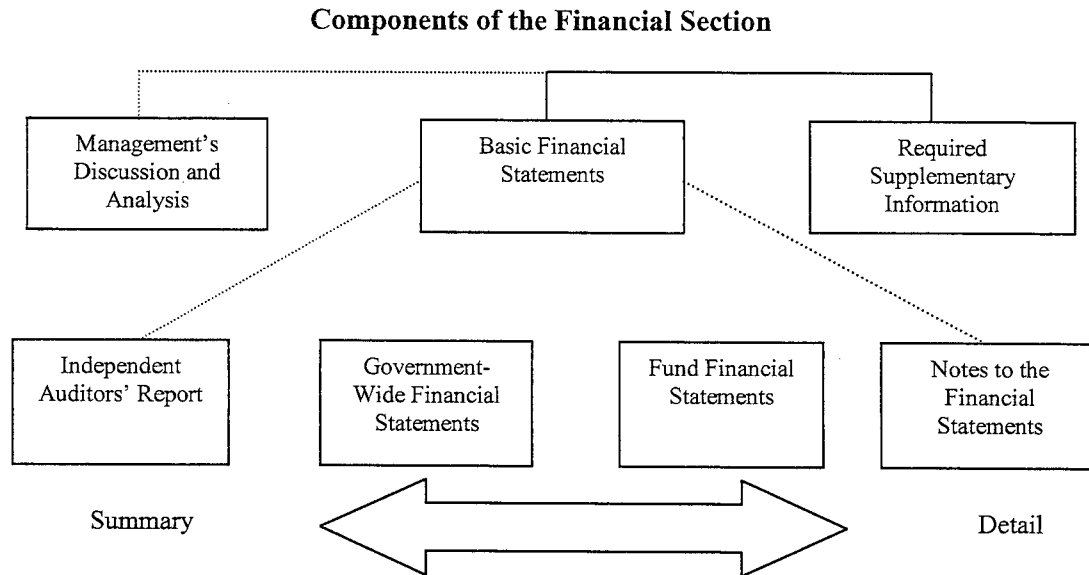 Components of the Financial Section
Management's
Discussion and
Analysis
Basic Financial
Statements
Required
Supplementary
Information
Independent
Auditors' Report
Government-
Wide Financial
Statements
Fund Financial
Statements
Notes to the
Financial
Statements
Summary
Detail